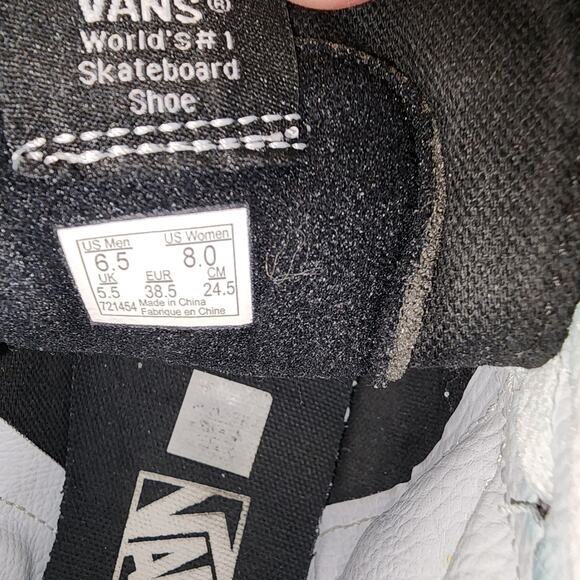 VANS®
World's #1
Skateboard
Shoe
US Men US Women
6.5 8.0
UK EUR CM
5.5 38.5 24.5
721454 Made in China
Fabrique en Chine